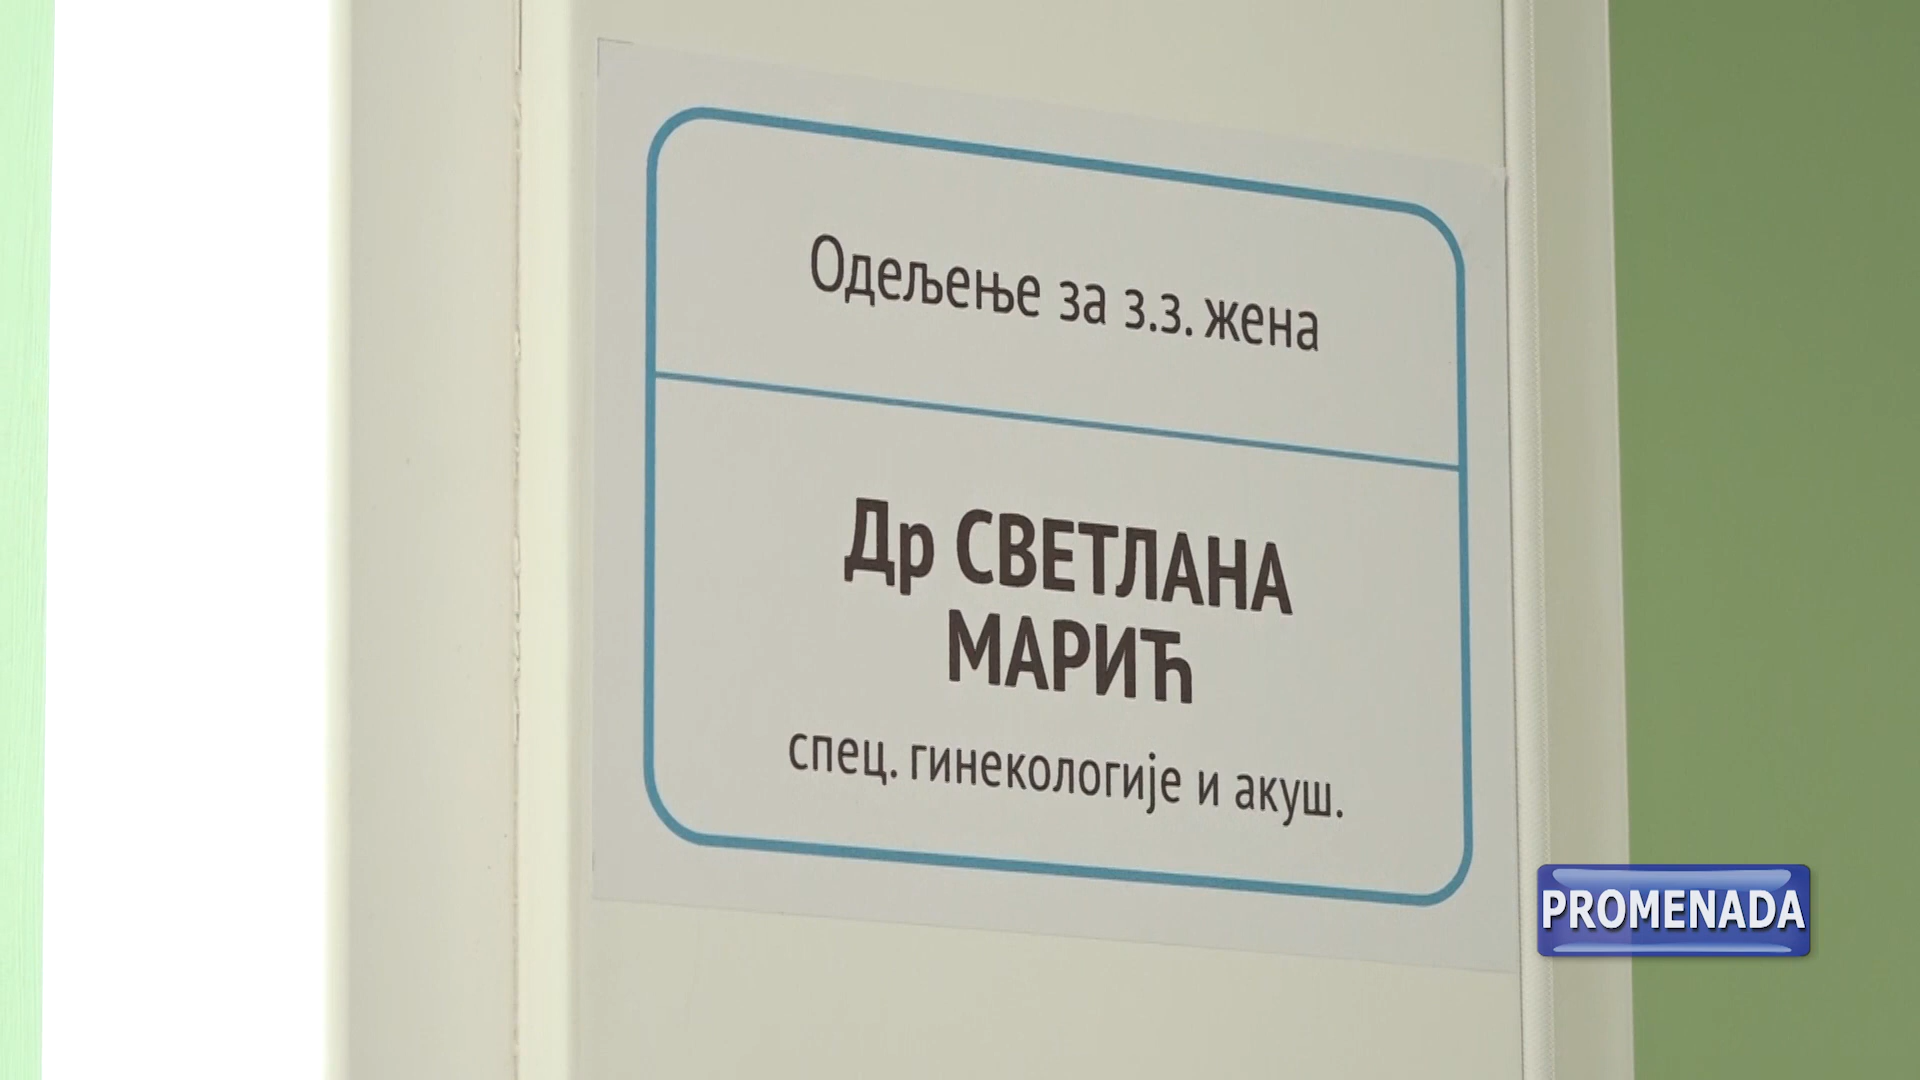 Одељење за з.з. жена
Др СВЕТЛАНА
МАРИЋ
спец. гинекологије и акуш.
PROMENADA